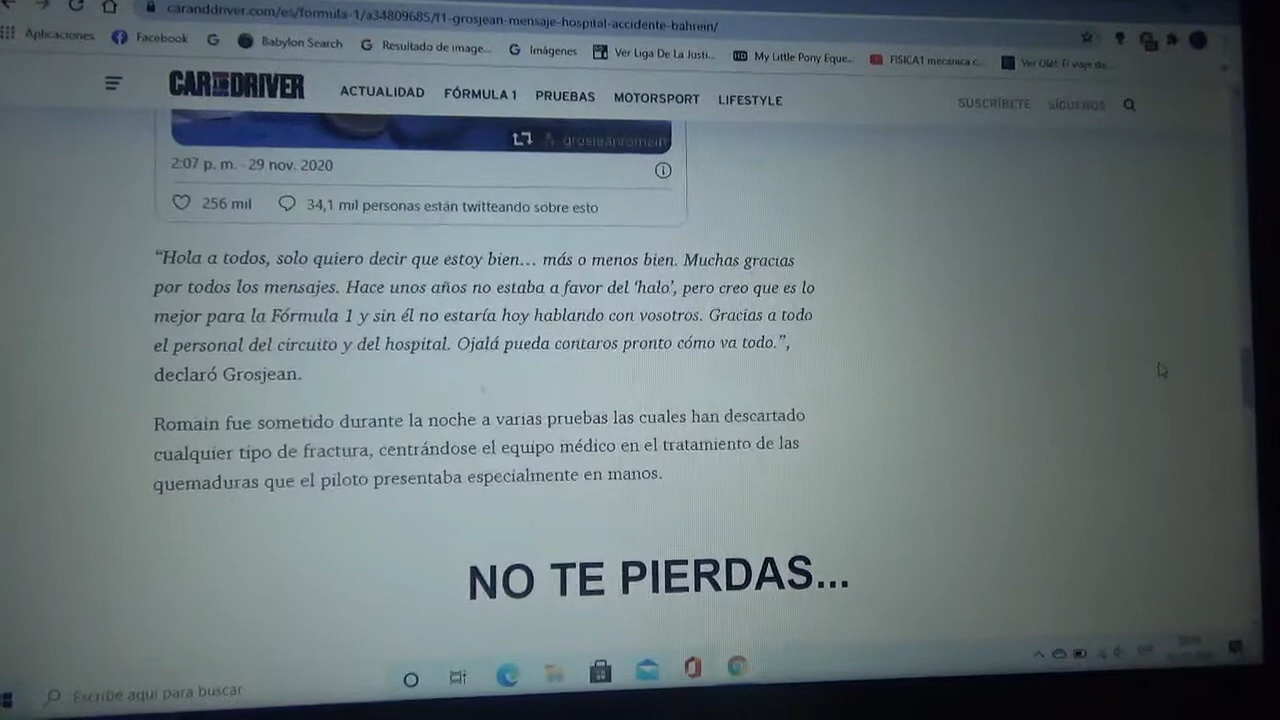 caranddriver.com/es/formula-1/a34809685/f1-grosjean-mensaje-hospital-accidente-bahrein/
Aplicaciones Facebook Babylon Search Resultado de image... Imágenes Ver Liga De La Justi... My Little Pony Eque... FISICA1 mecanica c...
CAR AND DRIVER ACTUALIDAD FÓRMULA 1 PRUEBAS MOTORSPORT LIFESTYLE SUSCRÍBETE SÍGUENOS
grosjeanromain
2:07 p. m. · 29 nov. 2020
256 mil 34,1 mil personas están twitteando sobre esto
“Hola a todos, solo quiero decir que estoy bien... más o menos bien. Muchas gracias
por todos los mensajes. Hace unos años no estaba a favor del ‘halo’, pero creo que es lo
mejor para la Fórmula 1 y sin él no estaría hoy hablando con vosotros. Gracias a todo
el personal del circuito y del hospital. Ojalá pueda contaros pronto cómo va todo.”,
declaró Grosjean.
Romain fue sometido durante la noche a varias pruebas las cuales han descartado
cualquier tipo de fractura, centrándose el equipo médico en el tratamiento de las
quemaduras que el piloto presentaba especialmente en manos.
NO TE PIERDAS...
Escribe aquí para buscar